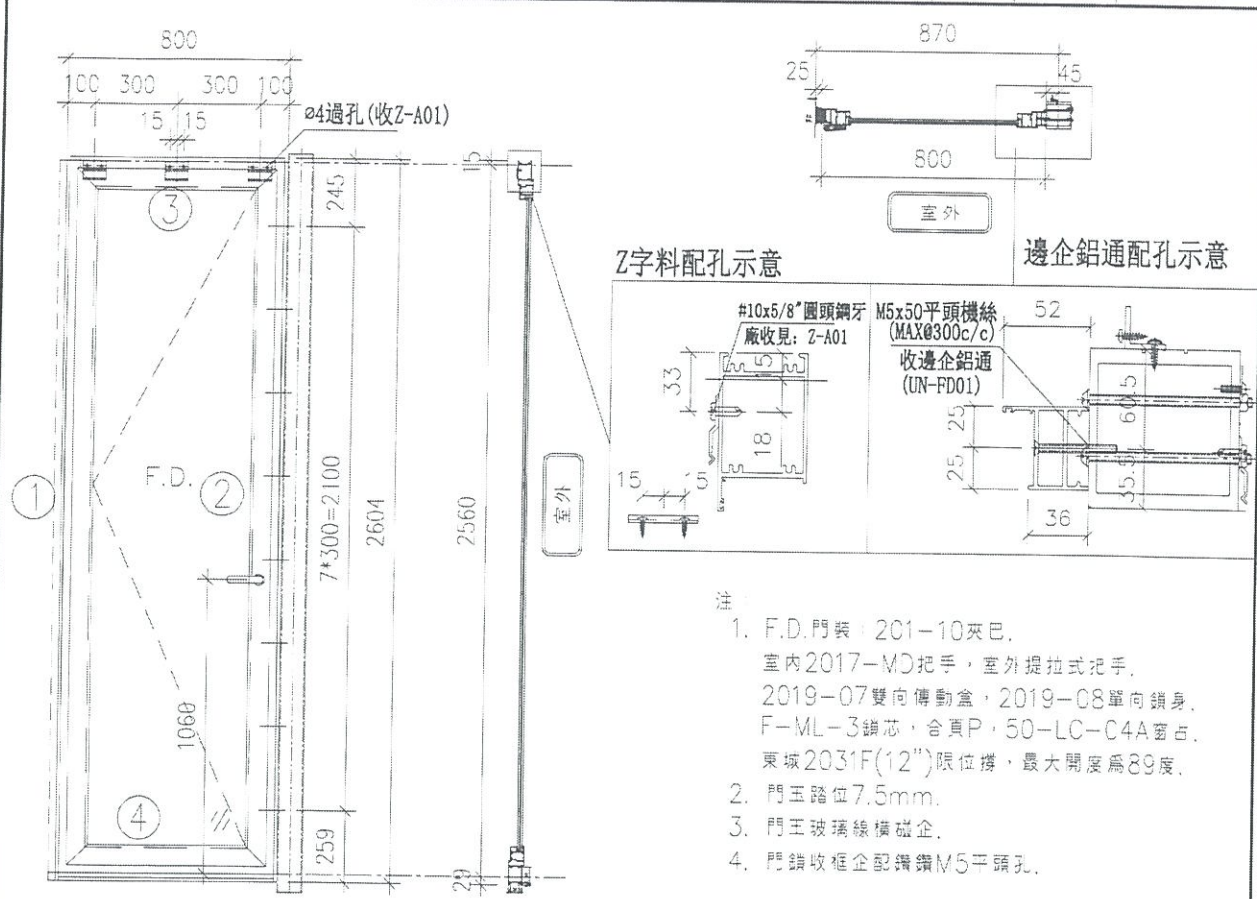 800
100 300 300 100
15 15
ø4過孔(收Z-A01)
③
15
245
①
F.D.
②
7*300=2100
2604
2560
室外
1060
④
259
29
870
25
45
800
室外
Z字料配孔示意
邊企鋁通配孔示意
#10x5/8"圓頭鋼牙
廠收見: Z-A01
33
5
18
15 15
M5x50平頭機絲
(MAX@300c/c)
收邊企鋁通
(UN-FD01)
52
60.5
25
25
35.5
36
注
1. F.D.門裝：201-10夾巴.
室內2017-MD把手，室外提拉式把手.
2019-07雙向傳動盒，2019-08單向鎖身.
F-ML-3鎖芯，合頁P，50-LC-C4A窗占.
東城2031F(12")限位撐，最大開度為89度.
2. 門玉踏位7.5mm.
3. 門玉玻璃線橫碰企.
4. 門鎖收框企配鑽鑽M5平頭孔.